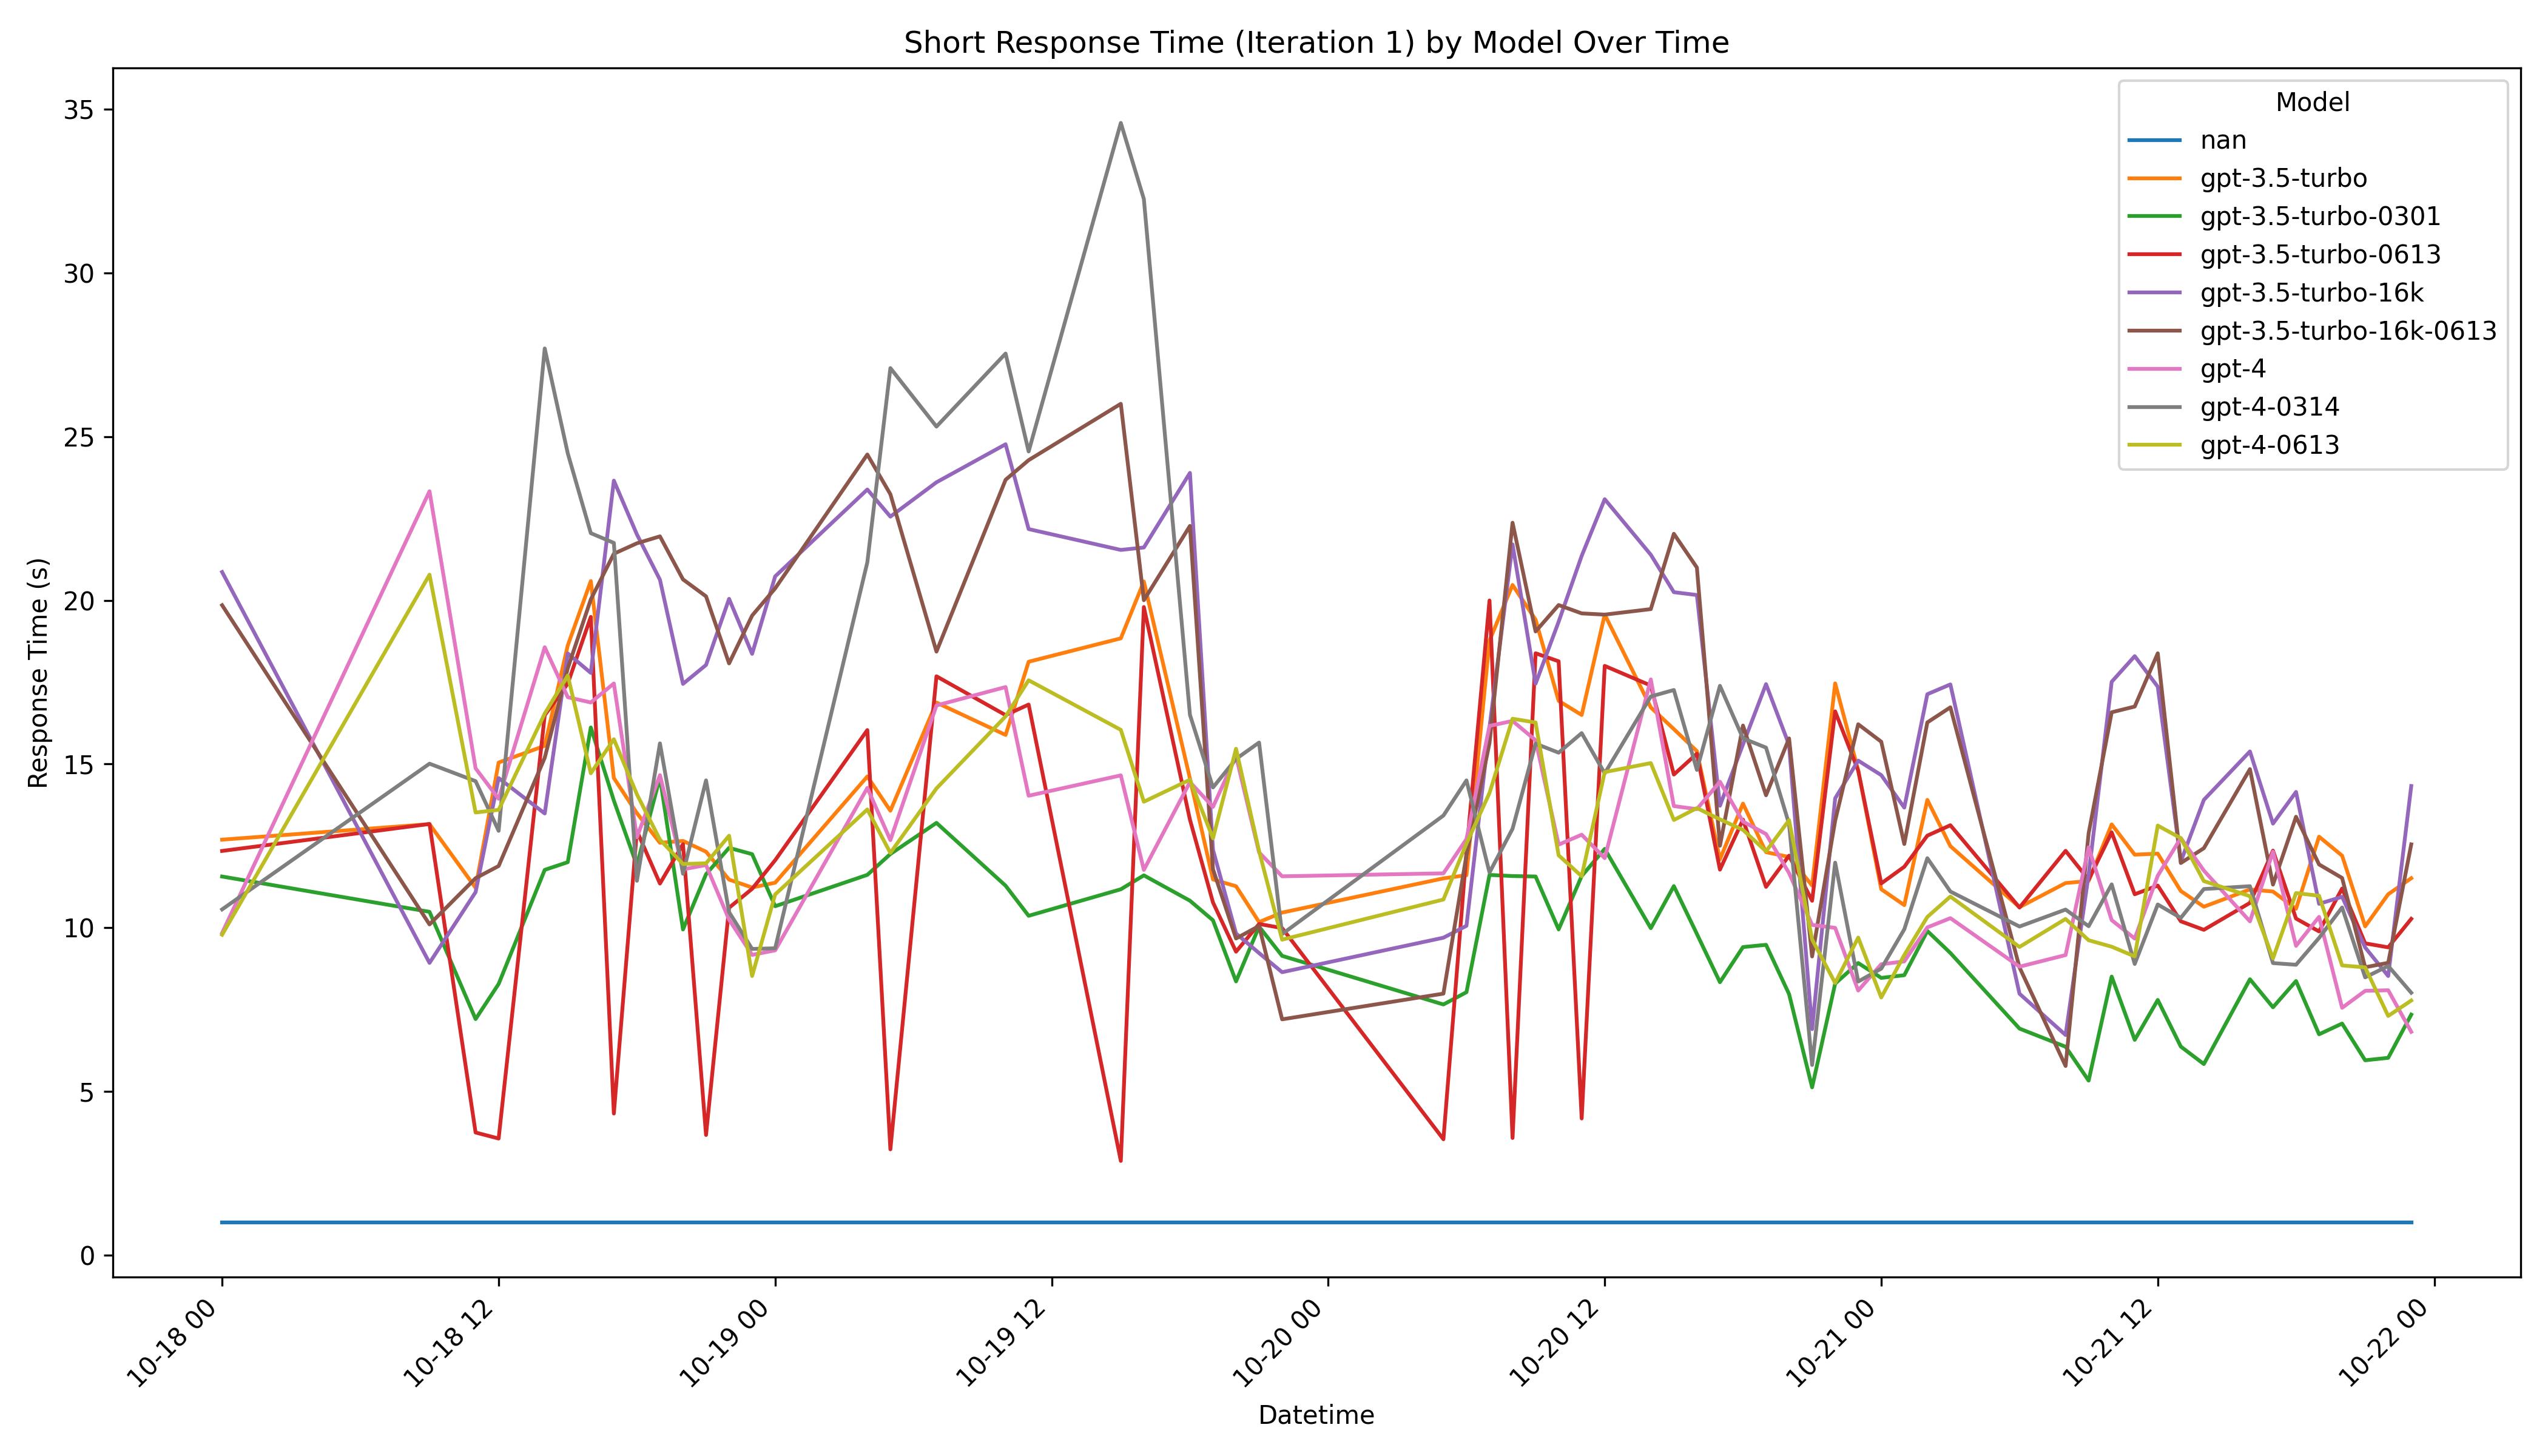 Short Response Time (Iteration 1) by Model Over Time
Response Time (s)
35
30
25
20
15
10
5
0
Model
nan
gpt-3.5-turbo
gpt-3.5-turbo-0301
gpt-3.5-turbo-0613
gpt-3.5-turbo-16k
gpt-3.5-turbo-16k-0613
gpt-4
gpt-4-0314
gpt-4-0613
10-18 00
10-18 12
10-19 00
10-19 12
10-20 00
10-20 12
10-21 00
10-21 12
10-22 00
Datetime